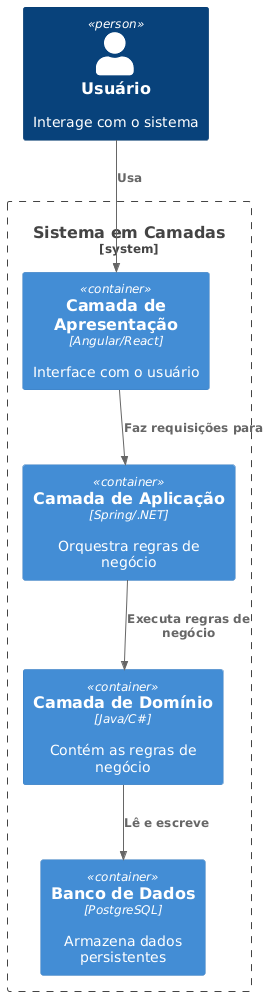 «person»
Usuário
Interage com o sistema
Usa
Sistema em Camadas
[system]
«container»
Camada de
Apresentação
[Angular/React]
Interface com o usuário
Faz requisições para
«container»
Camada de Aplicação
[Spring/.NET]
Orquestra regras de
negócio
Executa regras de
negócio
«container»
Camada de Domínio
[Java/C#]
Contém as regras de
negócio
Lê e escreve
«container»
Banco de Dados
[PostgreSQL]
Armazena dados
persistentes